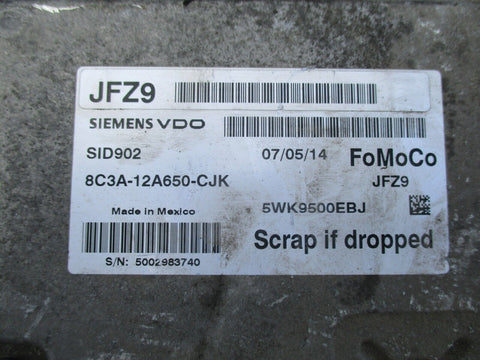 JFZ9
SIEMENS VDO
SID902 07/05/14 FoMoCo
8C3A-12A650-CJK JFZ9
Made in Mexico 5WK9500EBJ
Scrap if dropped
S/N: 5002983740